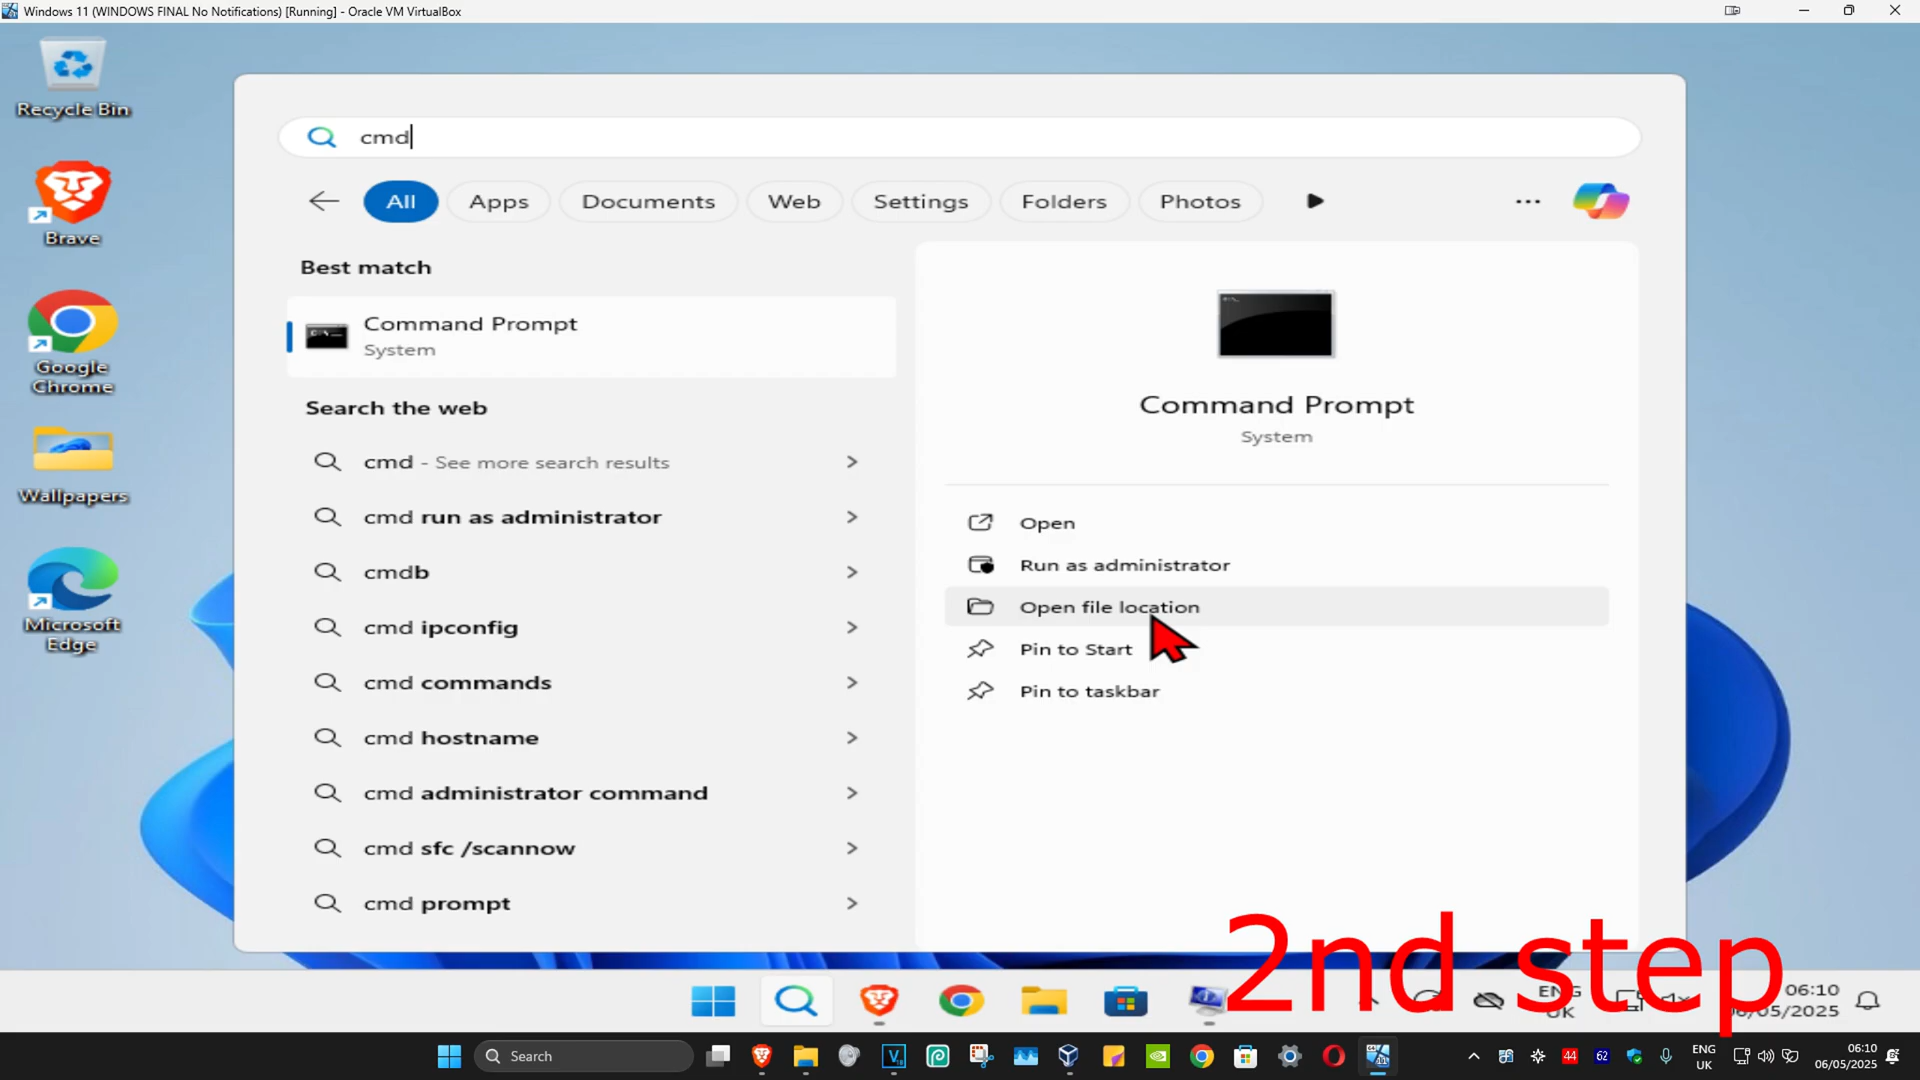 Windows 11 (WINDOWS FINAL No Notifications) [Running] - Oracle VM VirtualBox
Recycle Bin
Brave
Google
Chrome
Wallpapers
Microsoft
Edge
cmd
All
Apps
Documents
Web
Settings
Folders
Photos
Best match
Command Prompt
System
Search the web
cmd - See more search results
cmd run as administrator
cmdb
cmd ipconfig
cmd commands
cmd hostname
cmd administrator command
cmd sfc /scannow
cmd prompt
Command Prompt
System
Open
Run as administrator
Open file location
Pin to Start
Pin to taskbar
2nd step
ENG
UK
06:10
06/05/2025
Search
44
62
ENG
UK
06:10
06/05/2025